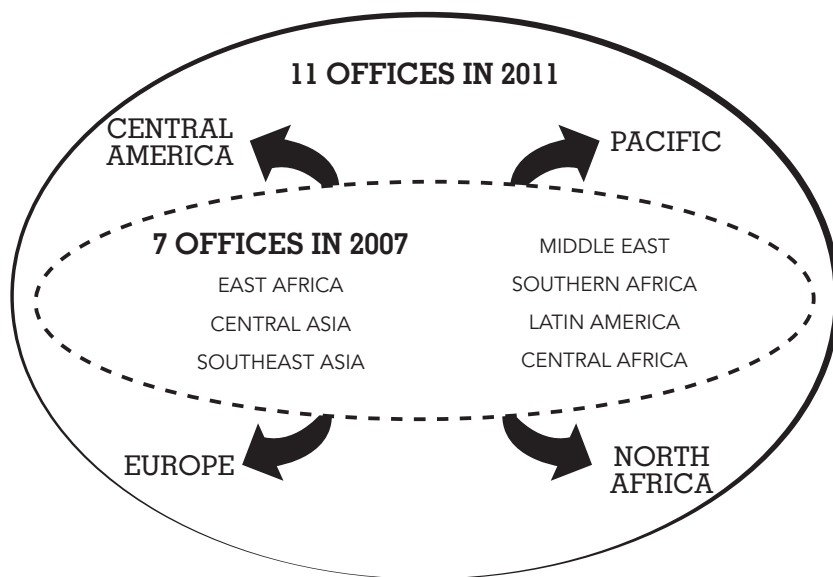 11 OFFICES IN 2011
CENTRAL
AMERICA
PACIFIC
7 OFFICES IN 2007
EAST AFRICA
CENTRAL ASIA
SOUTHEAST ASIA
MIDDLE EAST
SOUTHERN AFRICA
LATIN AMERICA
CENTRAL AFRICA
EUROPE
NORTH
AFRICA